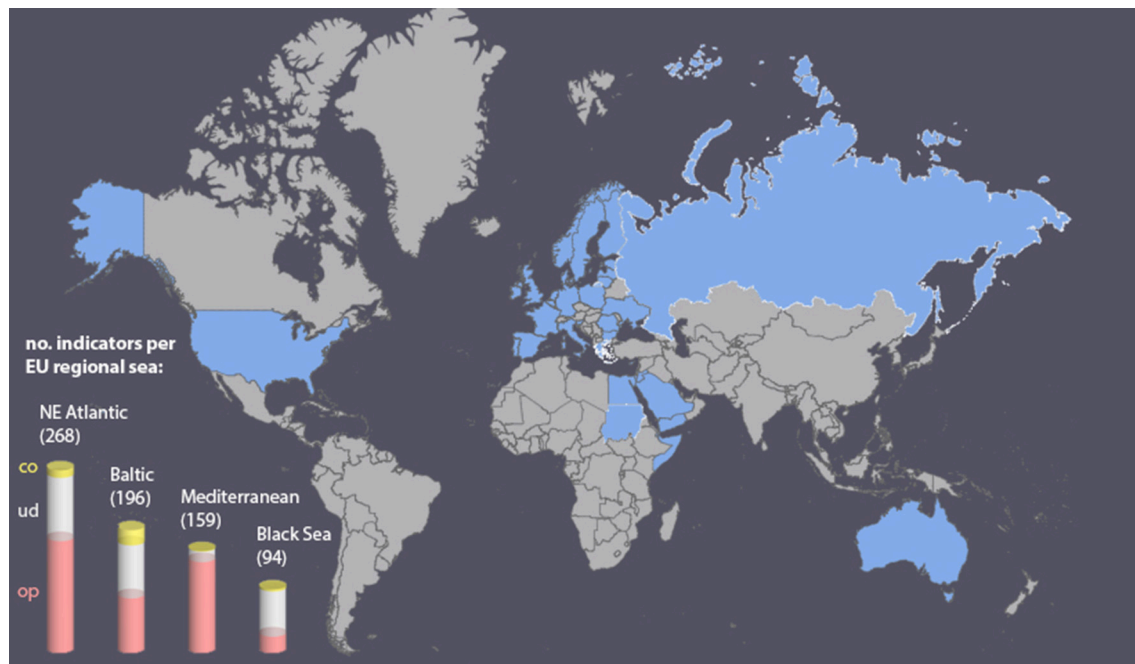 no. indicators per
EU regional sea:
NE Atlantic
(268)
co
ud
op
Baltic
(196)
Mediterranean
(159)
Black Sea
(94)